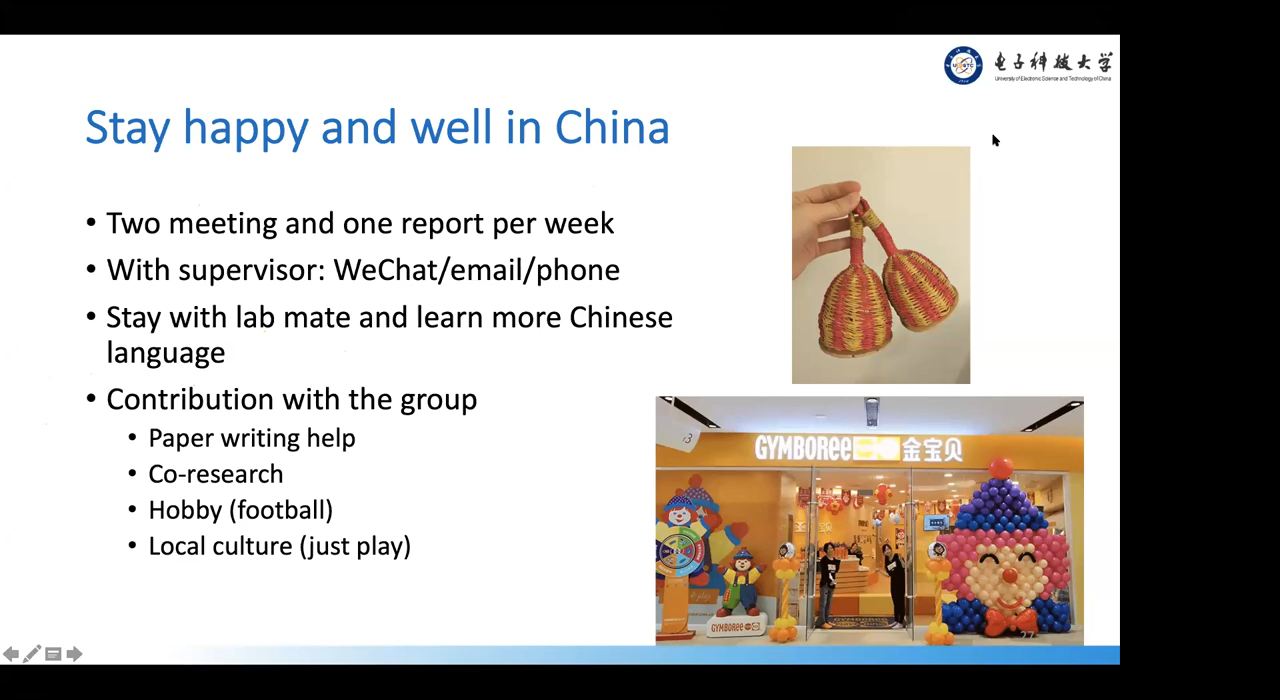 电子科技大学
University of Electronic Science and Technology of China
Stay happy and well in China
• Two meeting and one report per week
• With supervisor: WeChat/email/phone
• Stay with lab mate and learn more Chinese
language
• Contribution with the group
• Paper writing help
• Co-research
• Hobby (football)
• Local culture (just play)
GYMBOREE 金宝贝
GYMBOREE
27